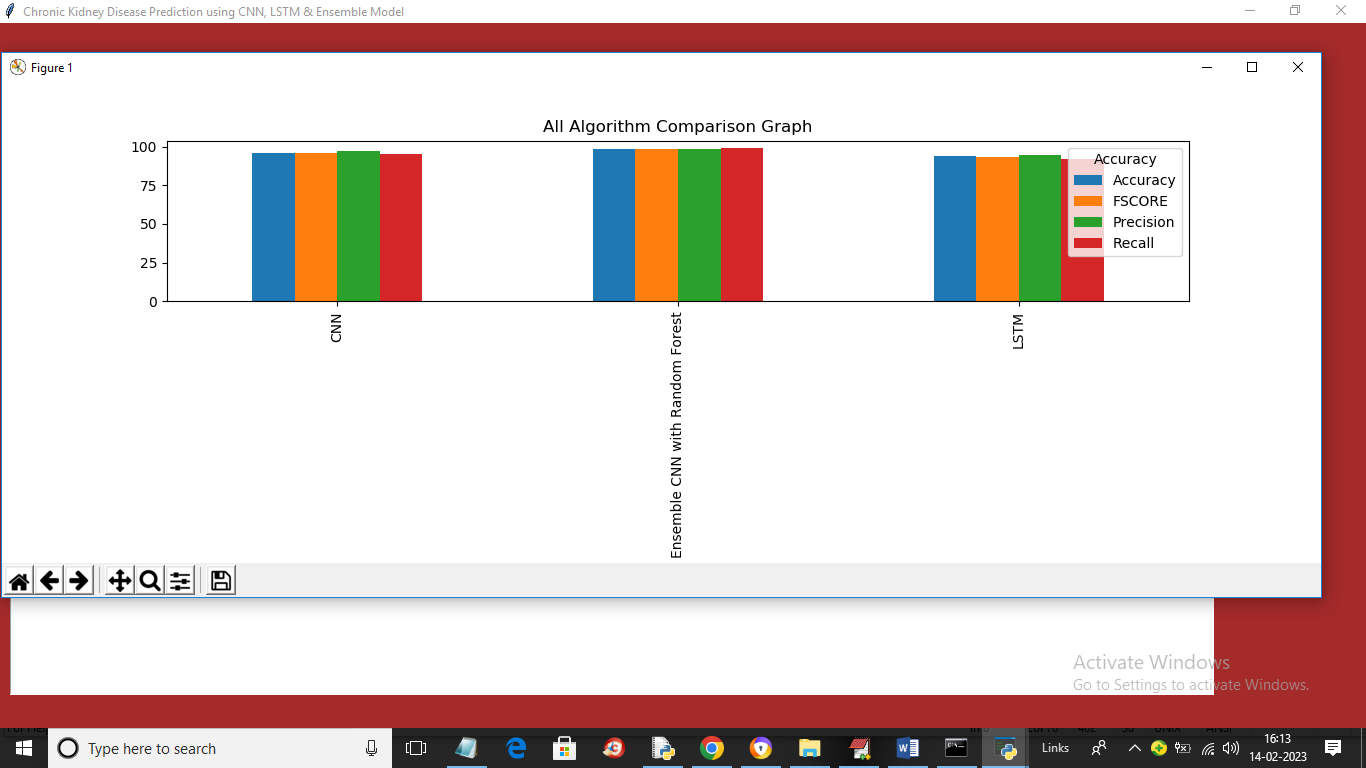 Chronic Kidney Disease Prediction using CNN, LSTM & Ensemble Model
Figure 1
All Algorithm Comparison Graph
100
75
50
25
0
Accuracy
Accuracy
FSCORE
Precision
Recall
CNN
Ensemble CNN with Random Forest
LSTM
Activate Windows
Go to Settings to activate Windows.
Type here to search
Links
16:13
14-02-2023